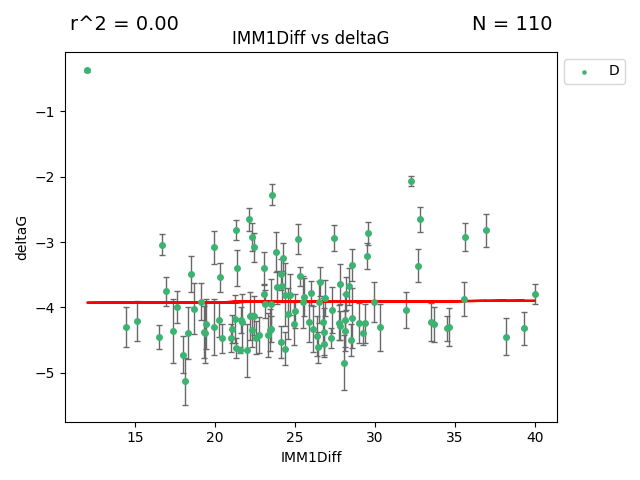 r^2 = 0.00
N = 110
IMM1Diff vs deltaG
D
deltaG
−1
−2
−3
−4
−5
15 20 25 30 35 40
IMM1Diff